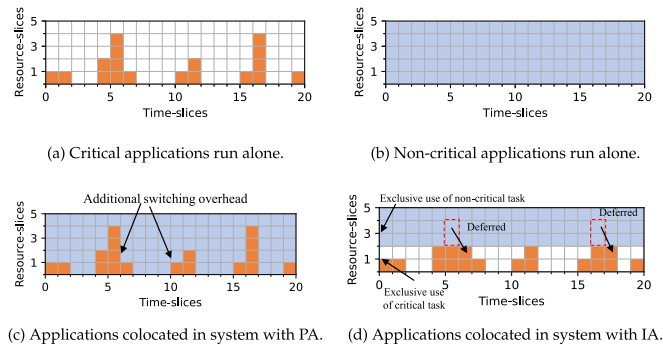 Resource-slices
5
3
1
0
5
10
15
20
Time-slices
(a) Critical applications run alone.
Resource-slices
5
3
1
0
5
10
15
20
Time-slices
(b) Non-critical applications run alone.
Additional switching overhead
Resource-slices
5
3
1
0
5
10
15
20
Time-slices
(c) Applications colocated in system with PA.
Exclusive use of non-critical task
Deferred
Deferred
Exclusive use
of critical task
Resource-slices
5
3
2
1
0
5
10
15
20
Time-slices
(d) Applications colocated in system with IA.